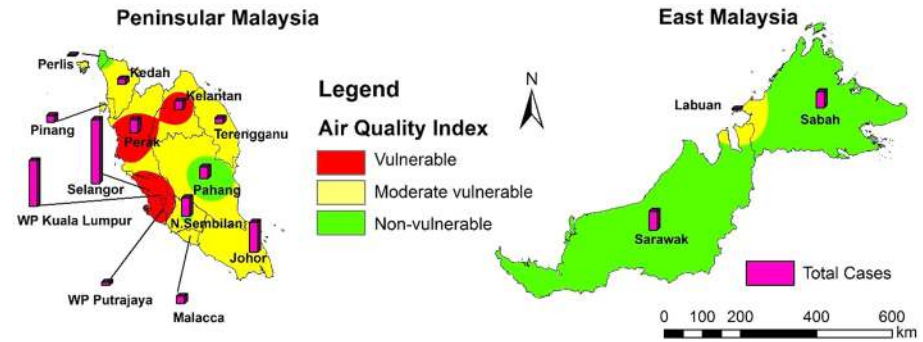 Peninsular Malaysia
East Malaysia
Perlis
Kedah
Kelantan
Pinang
Perak
Terengganu
Selangor
Pahang
WP Kuala Lumpur
N.Sembilan
Johor
WP Putrajaya
Malacca
Legend
Air Quality Index
Vulnerable
Moderate vulnerable
Non-vulnerable
N
Labuan
Sabah
Sarawak
Total Cases
0 100 200 400 600
km